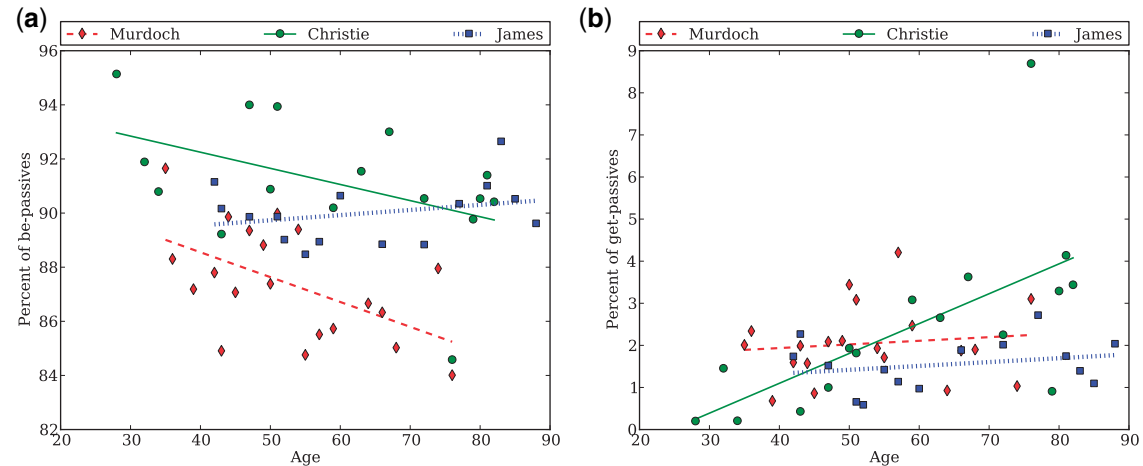 (a)
Murdoch Christie James
96
94
92
90
88
86
84
82
20 30 40 50 60 70 80 90
Age
Percent of be-passives
(b)
Murdoch Christie James
9
8
7
6
5
4
3
2
1
0
20 30 40 50 60 70 80 90
Age
Percent of get-passives